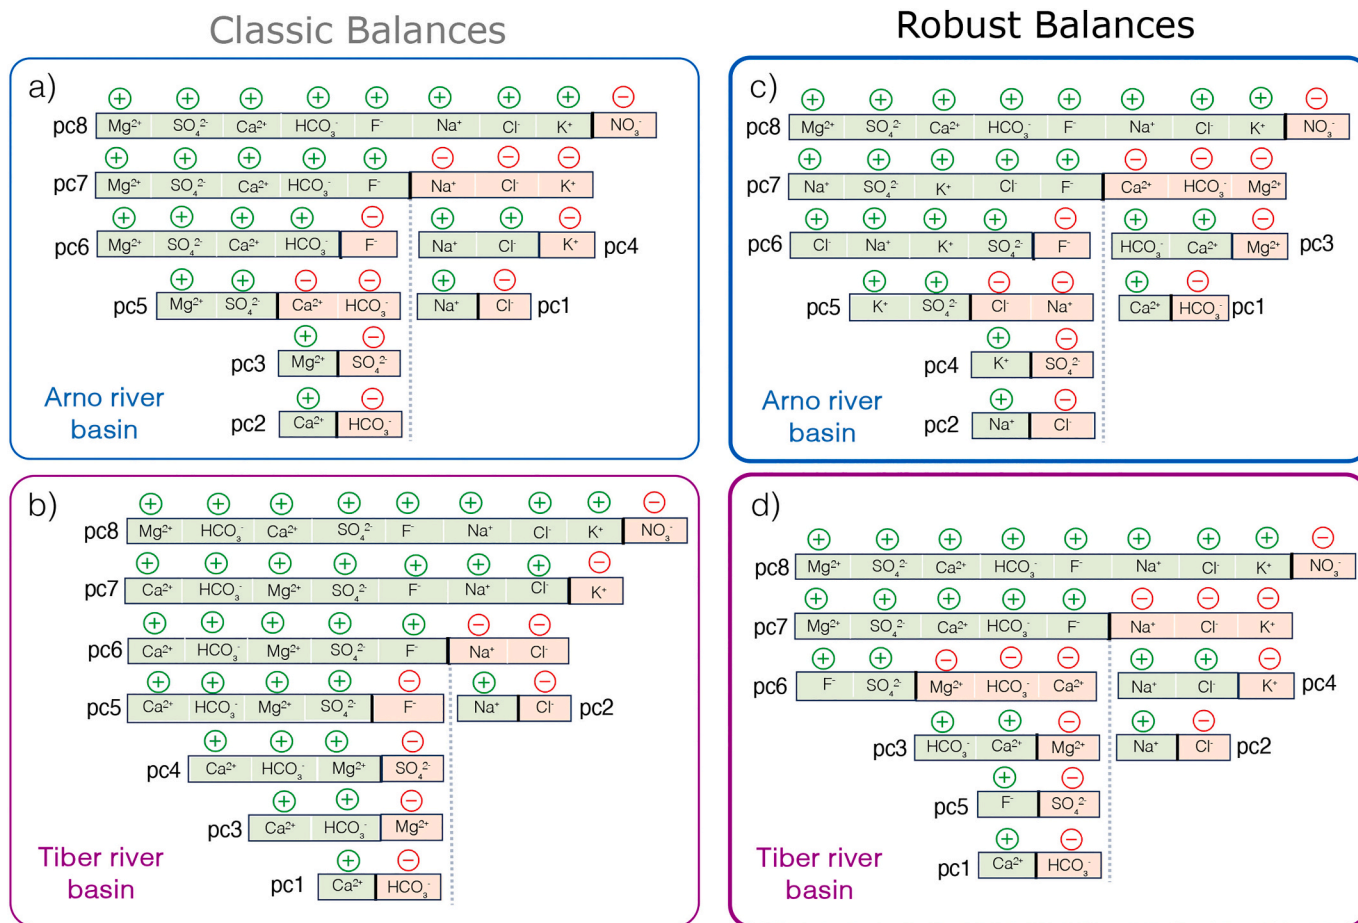 Classic Balances
Robust Balances
a)
⊕ ⊕ ⊕ ⊕ ⊕ ⊕ ⊕ ⊕ ⊖
pc8 Mg²⁺ SO₄²⁻ Ca²⁺ HCO₃⁻ F⁻ Na⁺ Cl⁻ K⁺ NO₃⁻
⊕ ⊕ ⊕ ⊕ ⊕ ⊖ ⊖ ⊖
pc7 Mg²⁺ SO₄²⁻ Ca²⁺ HCO₃⁻ F⁻ Na⁺ Cl⁻ K⁺
⊕ ⊕ ⊕ ⊕ ⊖ ⊕ ⊕ ⊖
pc6 Mg²⁺ SO₄²⁻ Ca²⁺ HCO₃⁻ F⁻ Na⁺ Cl⁻ K⁺ pc4
⊕ ⊕ ⊖ ⊖ ⊕ ⊖
pc5 Mg²⁺ SO₄²⁻ Ca²⁺ HCO₃⁻ Na⁺ Cl⁻ pc1
⊕ ⊖
pc3 Mg²⁺ SO₄²⁻
⊕ ⊖
pc2 Ca²⁺ HCO₃⁻
Arno river
basin
c)
⊕ ⊕ ⊕ ⊕ ⊕ ⊕ ⊕ ⊕ ⊖
pc8 Mg²⁺ SO₄²⁻ Ca²⁺ HCO₃⁻ F⁻ Na⁺ Cl⁻ K⁺ NO₃⁻
⊕ ⊕ ⊕ ⊕ ⊕ ⊖ ⊖ ⊖
pc7 Na⁺ SO₄²⁻ K⁺ Cl⁻ F⁻ Ca²⁺ HCO₃⁻ Mg²⁺
⊕ ⊕ ⊕ ⊕ ⊖ ⊕ ⊕ ⊖
pc6 Cl⁻ Na⁺ K⁺ SO₄²⁻ F⁻ HCO₃⁻ Ca²⁺ Mg²⁺ pc3
⊕ ⊕ ⊖ ⊖ ⊕ ⊖
pc5 K⁺ SO₄²⁻ Cl⁻ Na⁺ Ca²⁺ HCO₃⁻ pc1
⊕ ⊖
pc4 K⁺ SO₄²⁻
⊕ ⊖
pc2 Na⁺ Cl⁻
Arno river
basin
b)
⊕ ⊕ ⊕ ⊕ ⊕ ⊕ ⊕ ⊕ ⊖
pc8 Mg²⁺ HCO₃⁻ Ca²⁺ SO₄²⁻ F⁻ Na⁺ Cl⁻ K⁺ NO₃⁻
⊕ ⊕ ⊕ ⊕ ⊕ ⊕ ⊕ ⊖
pc7 Ca²⁺ HCO₃⁻ Mg²⁺ SO₄²⁻ F⁻ Na⁺ Cl⁻ K⁺
⊕ ⊕ ⊕ ⊕ ⊕ ⊖ ⊖
pc6 Ca²⁺ HCO₃⁻ Mg²⁺ SO₄²⁻ F⁻ Na⁺ Cl⁻
⊕ ⊕ ⊕ ⊕ ⊖ ⊕ ⊖
pc5 Ca²⁺ HCO₃⁻ Mg²⁺ SO₄²⁻ F⁻ Na⁺ Cl⁻ pc2
⊕ ⊕ ⊕ ⊖
pc4 Ca²⁺ HCO₃⁻ Mg²⁺ SO₄²⁻
⊕ ⊕ ⊖
pc3 Ca²⁺ HCO₃⁻ Mg²⁺
⊕ ⊖
pc1 Ca²⁺ HCO₃⁻
Tiber river
basin
d)
⊕ ⊕ ⊕ ⊕ ⊕ ⊕ ⊕ ⊕ ⊖
pc8 Mg²⁺ SO₄²⁻ Ca²⁺ HCO₃⁻ F⁻ Na⁺ Cl⁻ K⁺ NO₃⁻
⊕ ⊕ ⊕ ⊕ ⊕ ⊖ ⊖ ⊖
pc7 Mg²⁺ SO₄²⁻ Ca²⁺ HCO₃⁻ F⁻ Na⁺ Cl⁻ K⁺
⊕ ⊕ ⊖ ⊖ ⊖ ⊕ ⊕ ⊖
pc6 F⁻ SO₄²⁻ Mg²⁺ HCO₃⁻ Ca²⁺ Na⁺ Cl⁻ K⁺ pc4
⊕ ⊕ ⊖ ⊕ ⊖
pc3 HCO₃⁻ Ca²⁺ Mg²⁺ Na⁺ Cl⁻ pc2
⊕ ⊖
pc5 F⁻ SO₄²⁻
⊕ ⊖
pc1 Ca²⁺ HCO₃⁻
Tiber river
basin